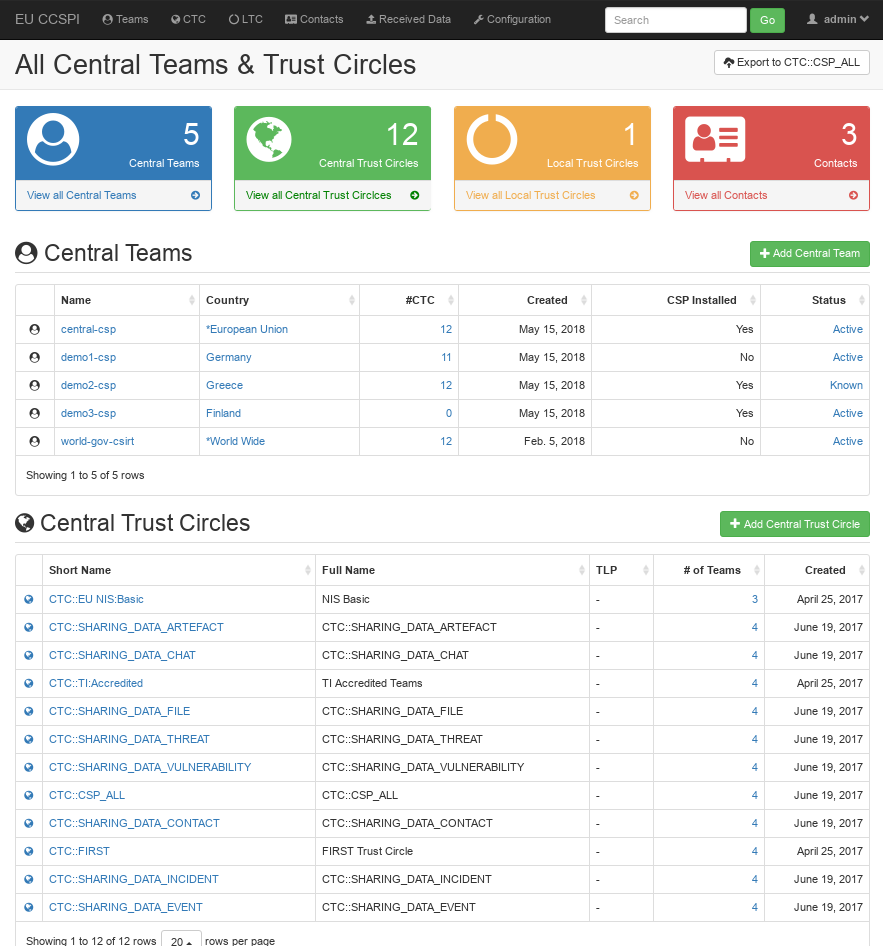 EU CCSPI Teams CTC LTC Contacts Received Data Configuration Search Go admin
All Central Teams & Trust Circles Export to CTC::CSP_ALL
5 12 1 3
Central Teams Central Trust Circles Local Trust Circles Contacts
View all Central Teams View all Central Trust Circlces View all Local Trust Circles View all Contacts
Central Teams Add Central Team
Name Country #CTC Created CSP Installed Status
central-csp *European Union 12 May 15, 2018 Yes Active
demo1-csp Germany 11 May 15, 2018 No Active
demo2-csp Greece 12 May 15, 2018 Yes Known
demo3-csp Finland 0 May 15, 2018 Yes Active
world-gov-csirt *World Wide 12 Feb. 5, 2018 No Active
Showing 1 to 5 of 5 rows
Central Trust Circles Add Central Trust Circle
Short Name Full Name TLP # of Teams Created
CTC::EU NIS:Basic NIS Basic - 3 April 25, 2017
CTC::SHARING_DATA_ARTEFACT CTC::SHARING_DATA_ARTEFACT - 4 June 19, 2017
CTC::SHARING_DATA_CHAT CTC::SHARING_DATA_CHAT - 4 June 19, 2017
CTC::TI:Accredited TI Accredited Teams - 4 April 25, 2017
CTC::SHARING_DATA_FILE CTC::SHARING_DATA_FILE - 4 June 19, 2017
CTC::SHARING_DATA_THREAT CTC::SHARING_DATA_THREAT - 4 June 19, 2017
CTC::SHARING_DATA_VULNERABILITY CTC::SHARING_DATA_VULNERABILITY - 4 June 19, 2017
CTC::CSP_ALL CTC::CSP_ALL - 4 June 19, 2017
CTC::SHARING_DATA_CONTACT CTC::SHARING_DATA_CONTACT - 4 June 19, 2017
CTC::FIRST FIRST Trust Circle - 4 April 25, 2017
CTC::SHARING_DATA_INCIDENT CTC::SHARING_DATA_INCIDENT - 4 June 19, 2017
CTC::SHARING_DATA_EVENT CTC::SHARING_DATA_EVENT - 4 June 19, 2017
Showing 1 to 12 of 12 rows 20 rows per page